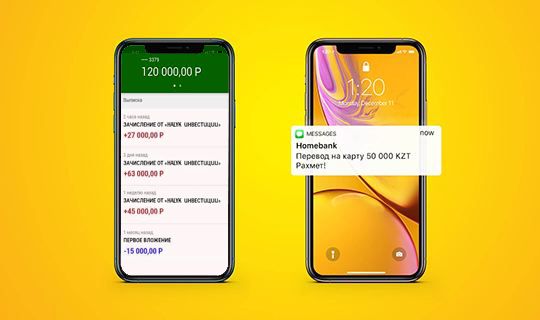 3379
120 000,00 Р
Выписка
2 часа назад
ЗАЧИСЛЕНИЕ ОТ «HALYK ИНВЕСТИЦИИ»
+27 000,00 Р
3 дня назад
ЗАЧИСЛЕНИЕ ОТ «HALYK ИНВЕСТИЦИИ»
+63 000,00 Р
1 неделю назад
ЗАЧИСЛЕНИЕ ОТ «HALYK ИНВЕСТИЦИИ»
+45 000,00 Р
1 месяц назад
ПЕРВОЕ ВЛОЖЕНИЕ
-15 000,00 Р
1:20
Monday, December 11
MESSAGES
now
Homebank
Перевод на карту 50 000 KZT
Рахмет!